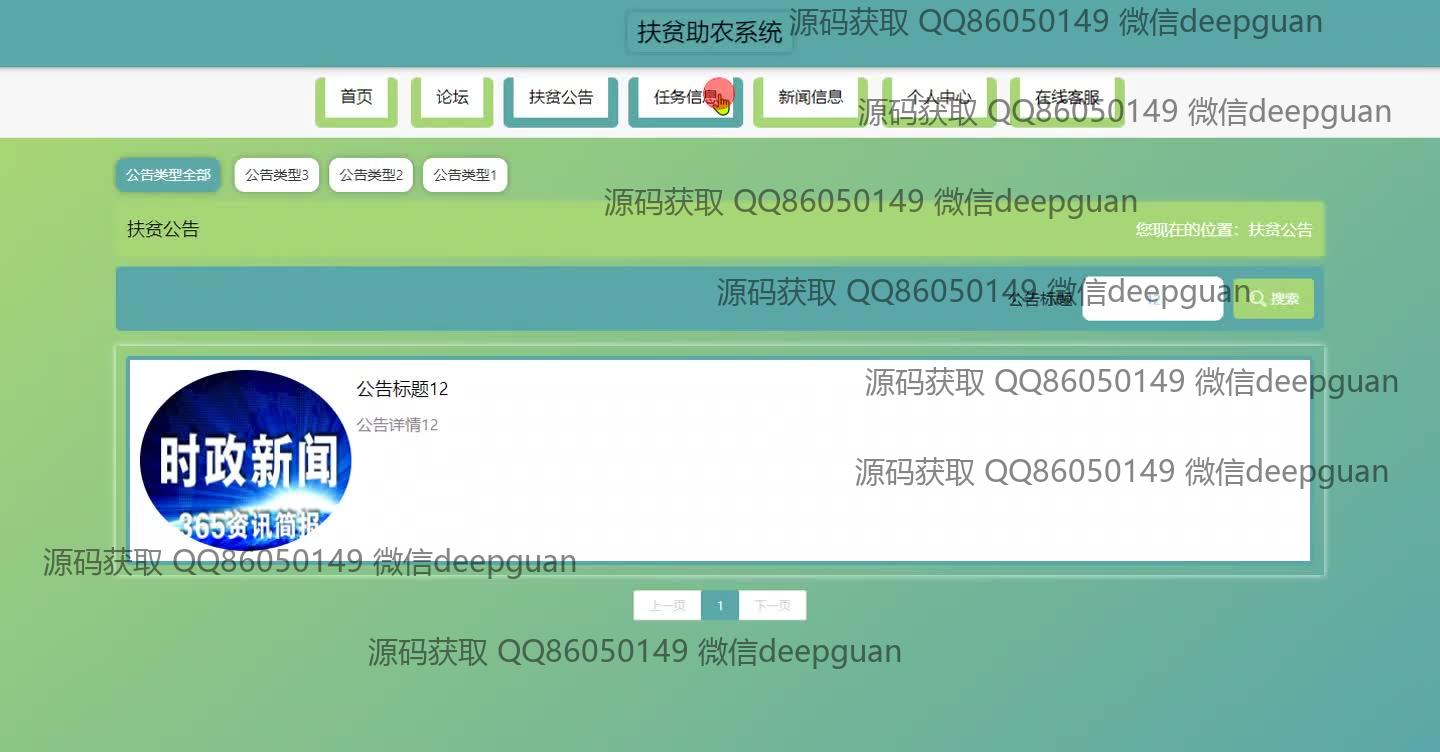 扶贫助农系统
源码获取 QQ86050149 微信deepguan
首页 论坛 扶贫公告 任务信息 新闻信息 个人中心 在线客服
源码获取 QQ86050149 微信deepguan
公告类型全部 公告类型3 公告类型2 公告类型1
源码获取 QQ86050149 微信deepguan
扶贫公告 您现在的位置：扶贫公告
源码获取 QQ86050149 微信deepguan
公告标题 12 搜索
公告标题12
源码获取 QQ86050149 微信deepguan
公告详情12
时政新闻
365资讯简报
源码获取 QQ86050149 微信deepguan
源码获取 QQ86050149 微信deepguan
上一页 1 下一页
源码获取 QQ86050149 微信deepguan